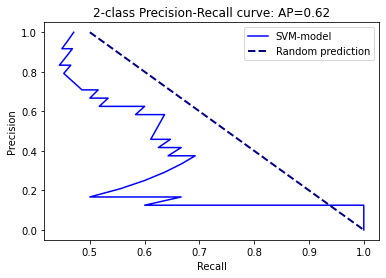 2-class Precision-Recall curve: AP=0.62
SVM-model
Random prediction
Precision
1.0
0.8
0.6
0.4
0.2
0.0
0.5 0.6 0.7 0.8 0.9 1.0
Recall